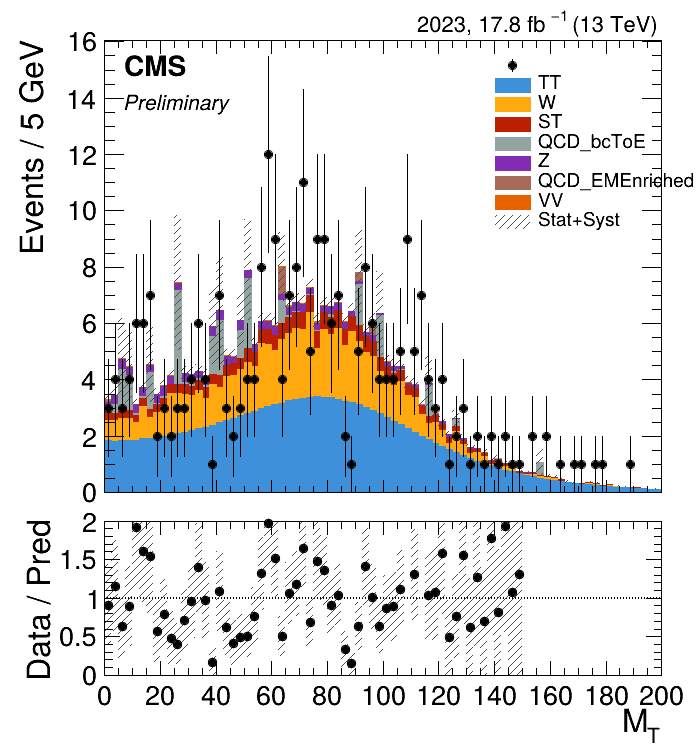 2023, 17.8 fb⁻¹ (13 TeV)
Events / 5 GeV
16
14
12
10
8
6
4
2
0
CMS
Preliminary
TT
W
ST
QCD_bcToE
Z
QCD_EMEnriched
VV
Stat+Syst
Data / Pred
2
1.5
1
0.5
0
0 20 40 60 80 100 120 140 160 180 200
M_T